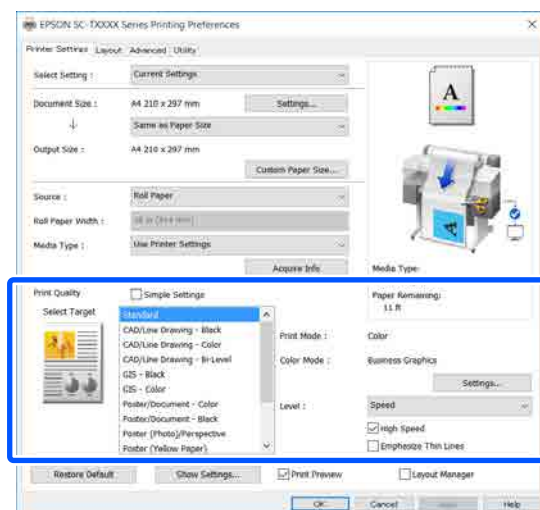 EPSON SC-TXXXX Series Printing Preferences
Printer Settings Layout Advanced Utility
Select Setting : Current Settings
Document Size : A4 210 x 297 mm Settings...
Same as Paper Size
Output Size : A4 210 x 297 mm
Custom Paper Size...
Source : Roll Paper
Roll Paper Width :
Media Type : Use Printer Settings
Acquire Info Media Type:
Print Quality Simple Settings Paper Remaining:
11 ft
Select Target Standard
CAD/Line Drawing - Black Print Mode : Color
CAD/Line Drawing - Color
CAD/Line Drawing - Bi-Level Color Mode : Business Graphics
GIS - Black
GIS - Color Settings...
Poster/Document - Color Level : Speed
Poster/Document - Black
Poster (Photo)/Perspective High Speed
Poster (Yellow Paper) Emphasize Thin Lines
Restore Default Show Settings... Print Preview Layout Manager
OK Cancel Help
A
A